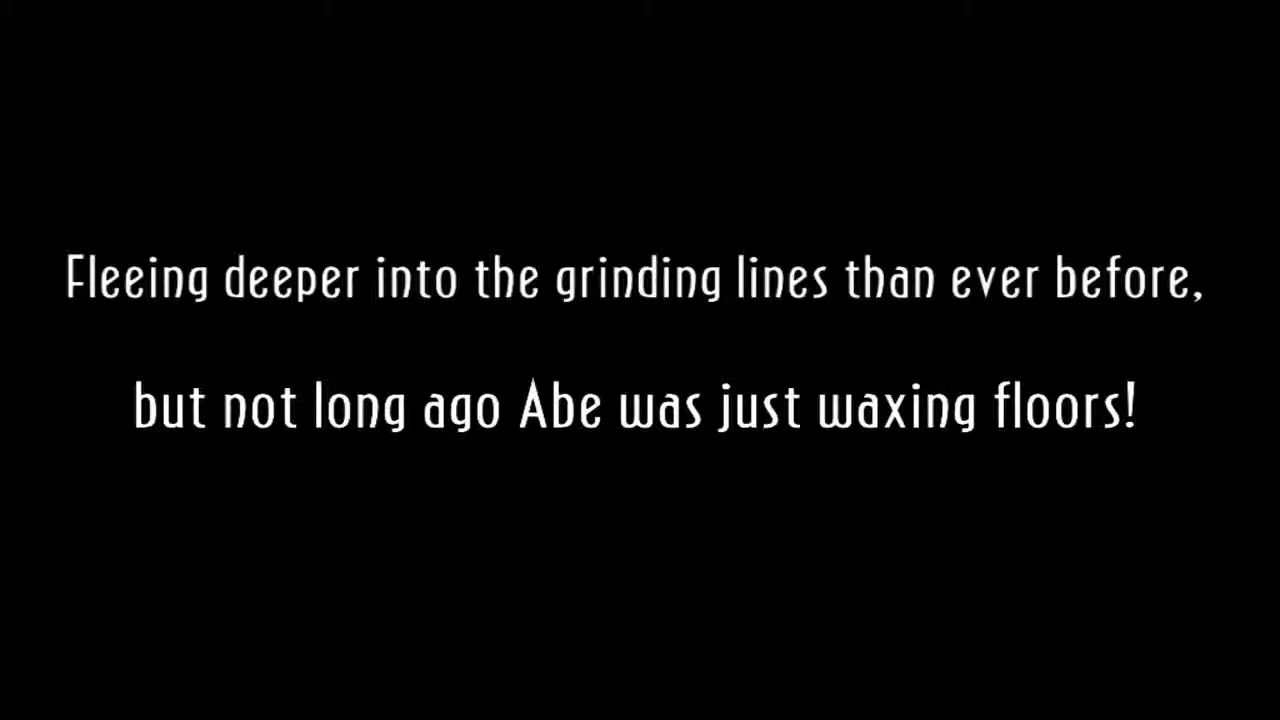 Fleeing deeper into the grinding lines than ever before,
but not long ago Abe was just waxing floors!